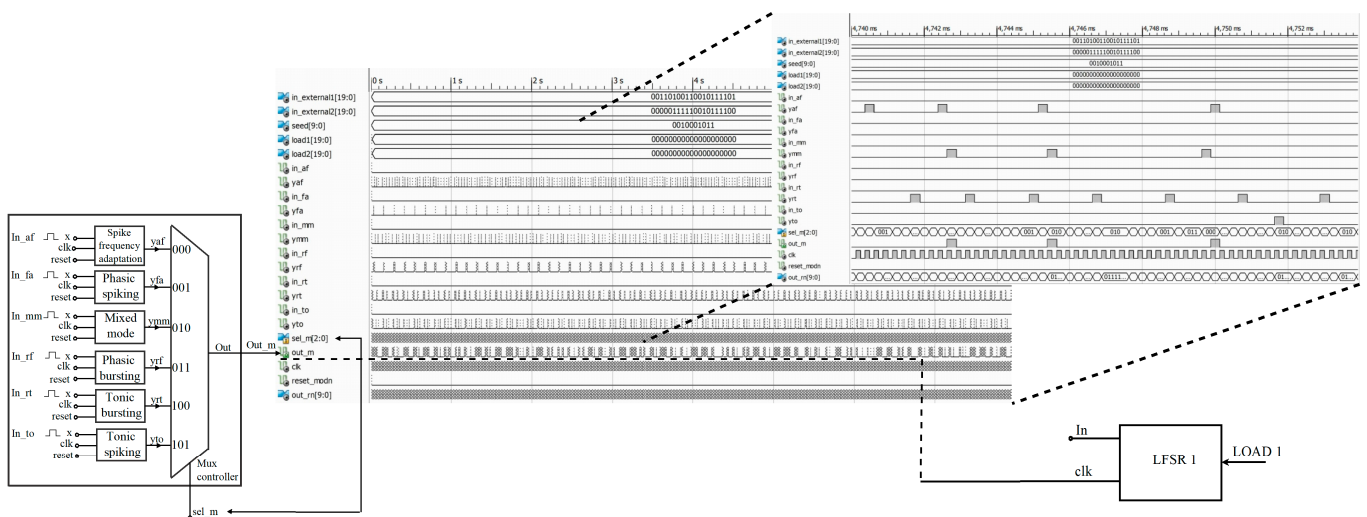 4,740 ms 4,742 ms 4,744 ms 4,746 ms 4,748 ms 4,750 ms 4,752 ms
in_external1[19:0] 00110100110010111101
in_external2[19:0] 00000111110010111100
seed[9:0] 0010001011
load1[19:0] 00000000000000000000
load2[19:0] 00000000000000000000
in_af
yaf
in_fa
yfa
in_mm
ymm
in_rf
yrf
in_rt
yrt
in_to
yto
sel_m[2:0] 001 001 010 010 001 011 000 010 010
out_m
clk
reset_modn
out_rn[9:0] 01... 01111... 01... 01...
0 s 1 s 2 s 3 s 4 s
in_external1[19:0] 00110100110010111101
in_external2[19:0] 00000111110010111100
seed[9:0] 0010001011
load1[19:0] 00000000000000000000
load2[19:0] 00000000000000000000
in_af
yaf
in_fa
yfa
in_mm
ymm
in_rf
yrf
in_rt
yrt
in_to
yto
sel_m[2:0]
out_m
clk
reset_modn
out_rn[9:0]
In_af x
clk
reset
Spike
frequency
adaptation
yaf 000
In_fa x
clk
reset
Phasic
spiking
yfa 001
In_mm x
clk
reset
Mixed
mode
ymm 010
In_rf x
clk
reset
Phasic
bursting
yrf 011
In_rt x
clk
reset
Tonic
bursting
yrt 100
In_to x
clk
reset
Tonic
spiking
yto 101
Out Out_m
Mux
controller
sel_m
In
clk
LFSR 1
LOAD 1